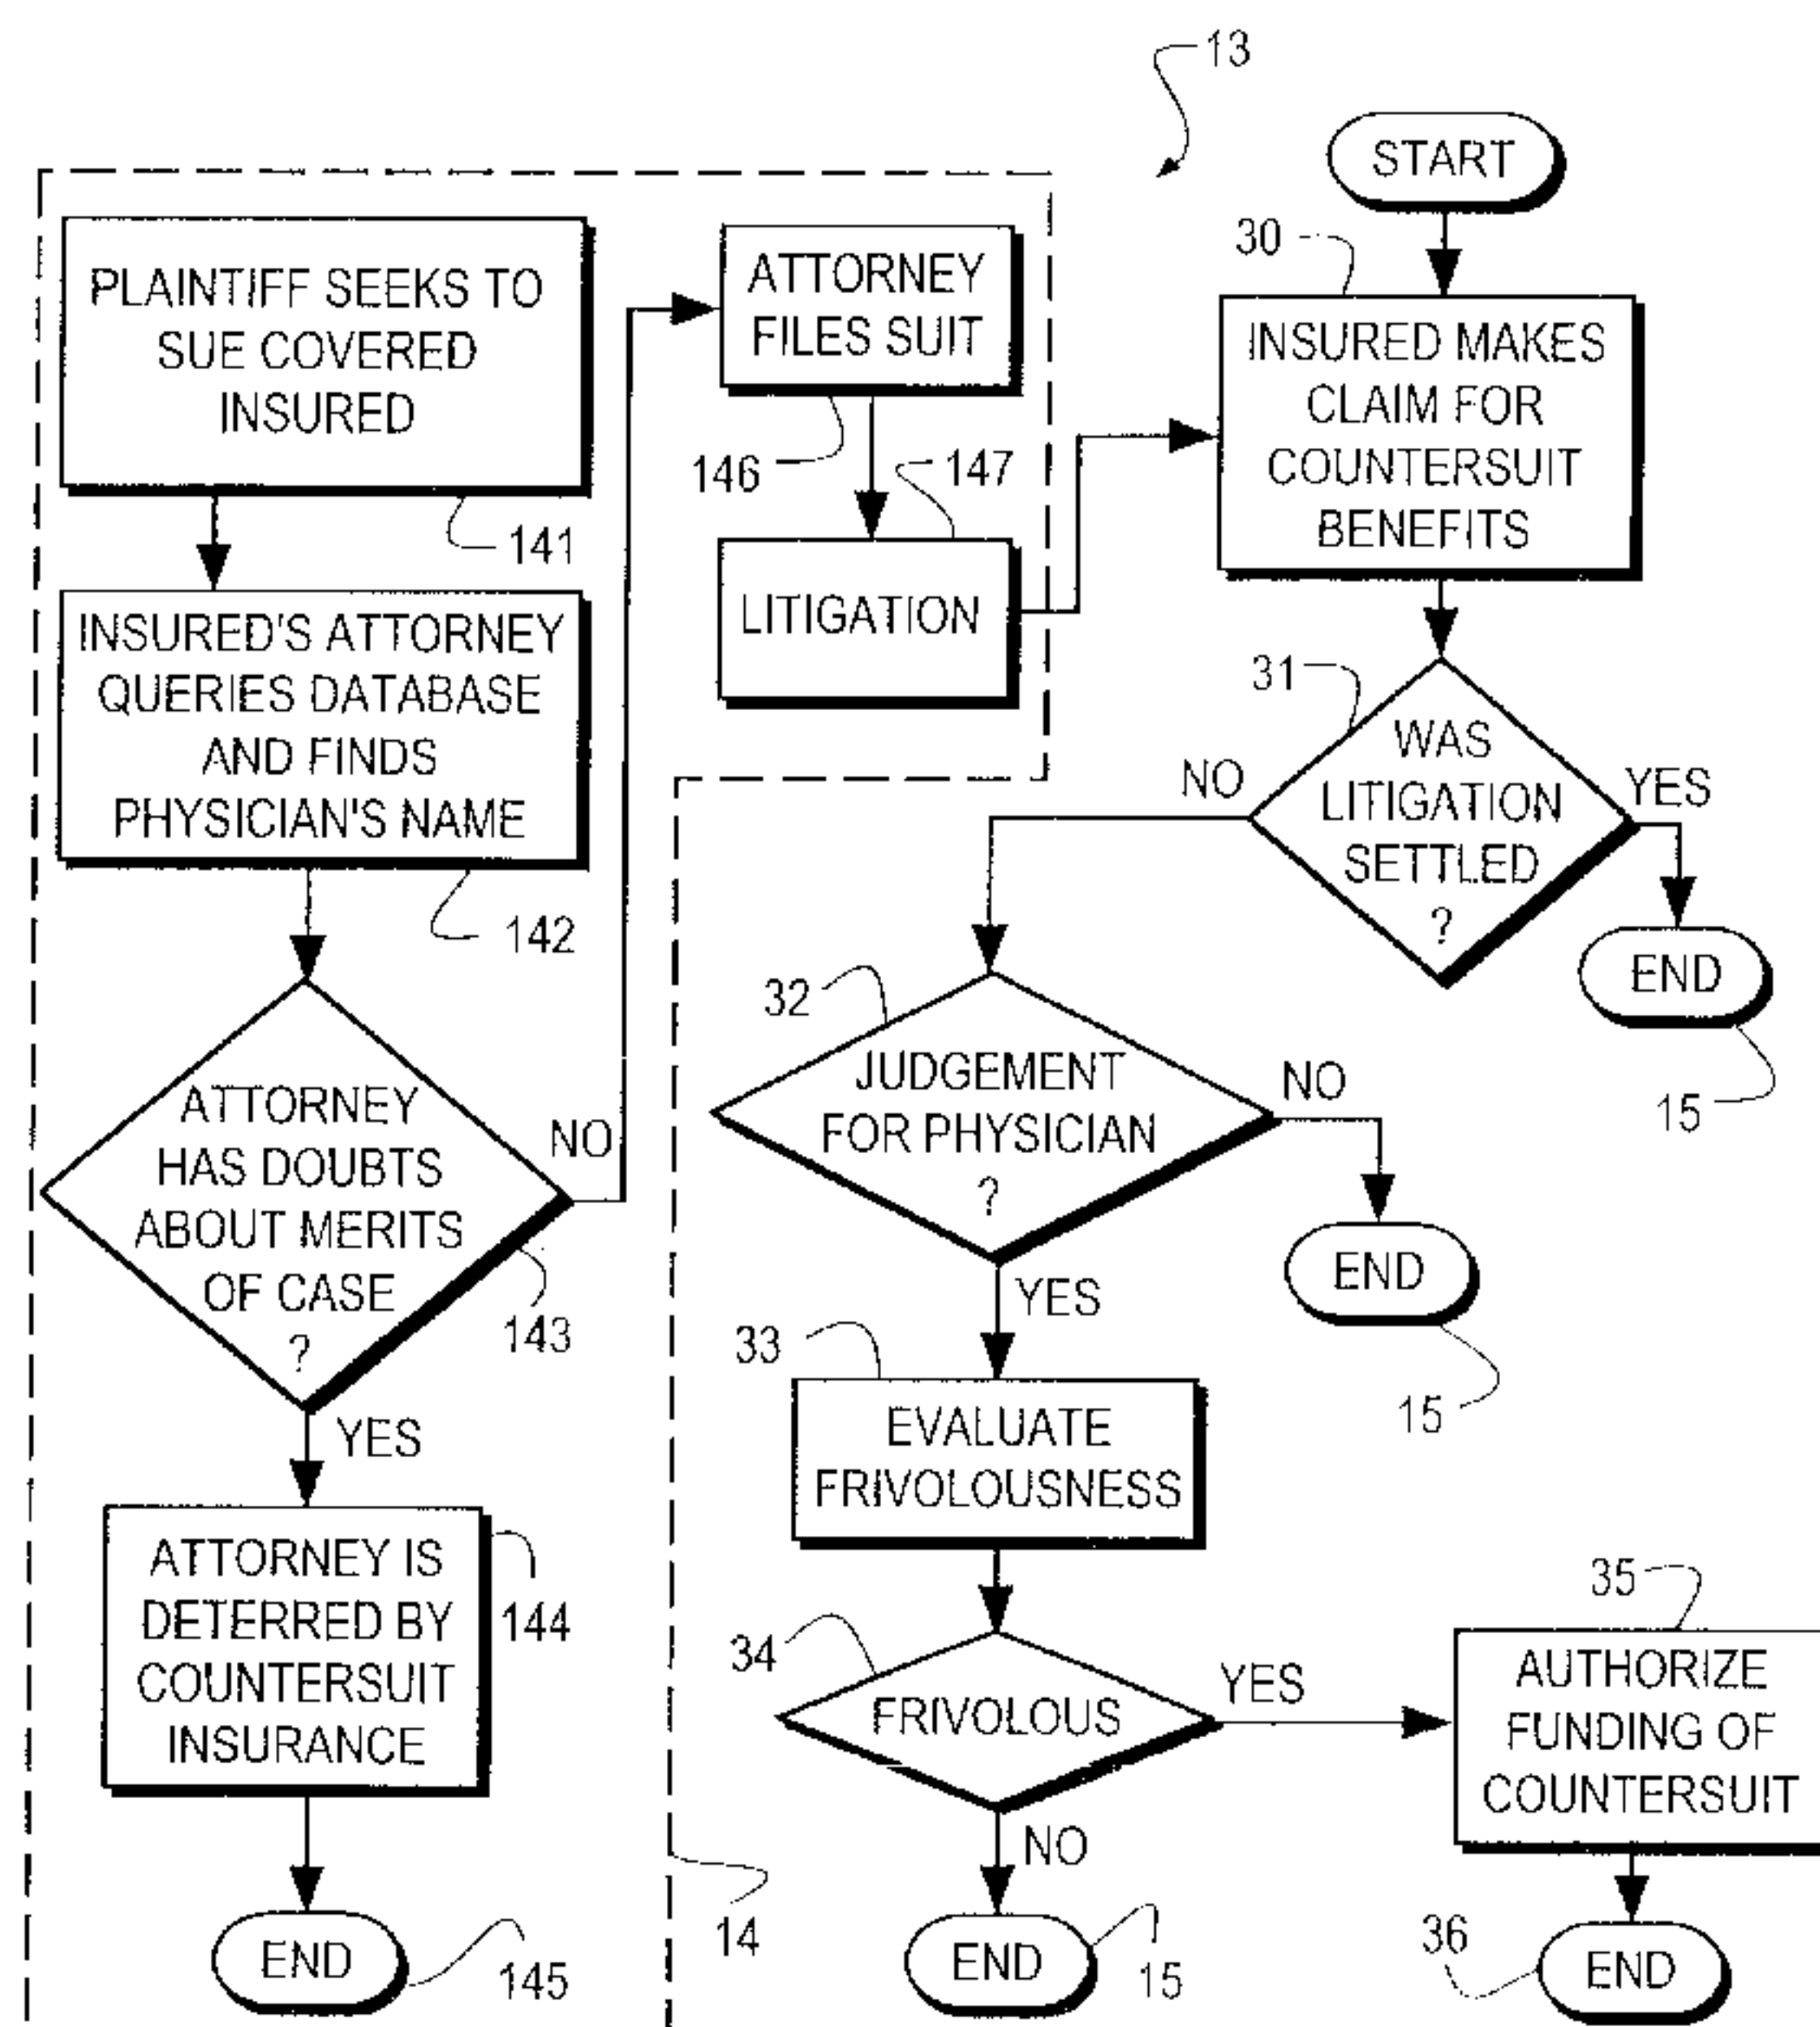 13
START
PLAINTIFF SEEKS TO
SUE COVERED
INSURED
141
INSURED'S ATTORNEY
QUERIES DATABASE
AND FINDS
PHYSICIAN'S NAME
142
ATTORNEY
HAS DOUBTS
ABOUT MERITS
OF CASE
?
143
NO
YES
ATTORNEY IS
DETERRED BY
COUNTERSUIT
INSURANCE
144
END
145
ATTORNEY
FILES SUIT
146
147
LITIGATION
30
INSURED MAKES
CLAIM FOR
COUNTERSUIT
BENEFITS
31
WAS
LITIGATION
SETTLED
?
NO
YES
END
15
32
JUDGEMENT
FOR PHYSICIAN
?
NO
END
15
YES
33
EVALUATE
FRIVOLOUSNESS
34
FRIVOLOUS
YES
35
AUTHORIZE
FUNDING OF
COUNTERSUIT
NO
14
END
15
36
END